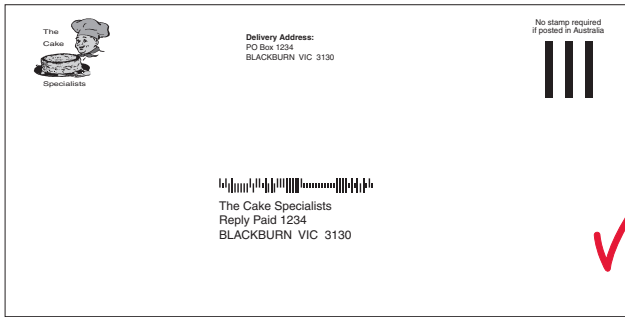 The
Cake
Specialists
Delivery Address:
PO Box 1234
BLACKBURN VIC 3130
No stamp required
if posted in Australia
The Cake Specialists
Reply Paid 1234
BLACKBURN VIC 3130